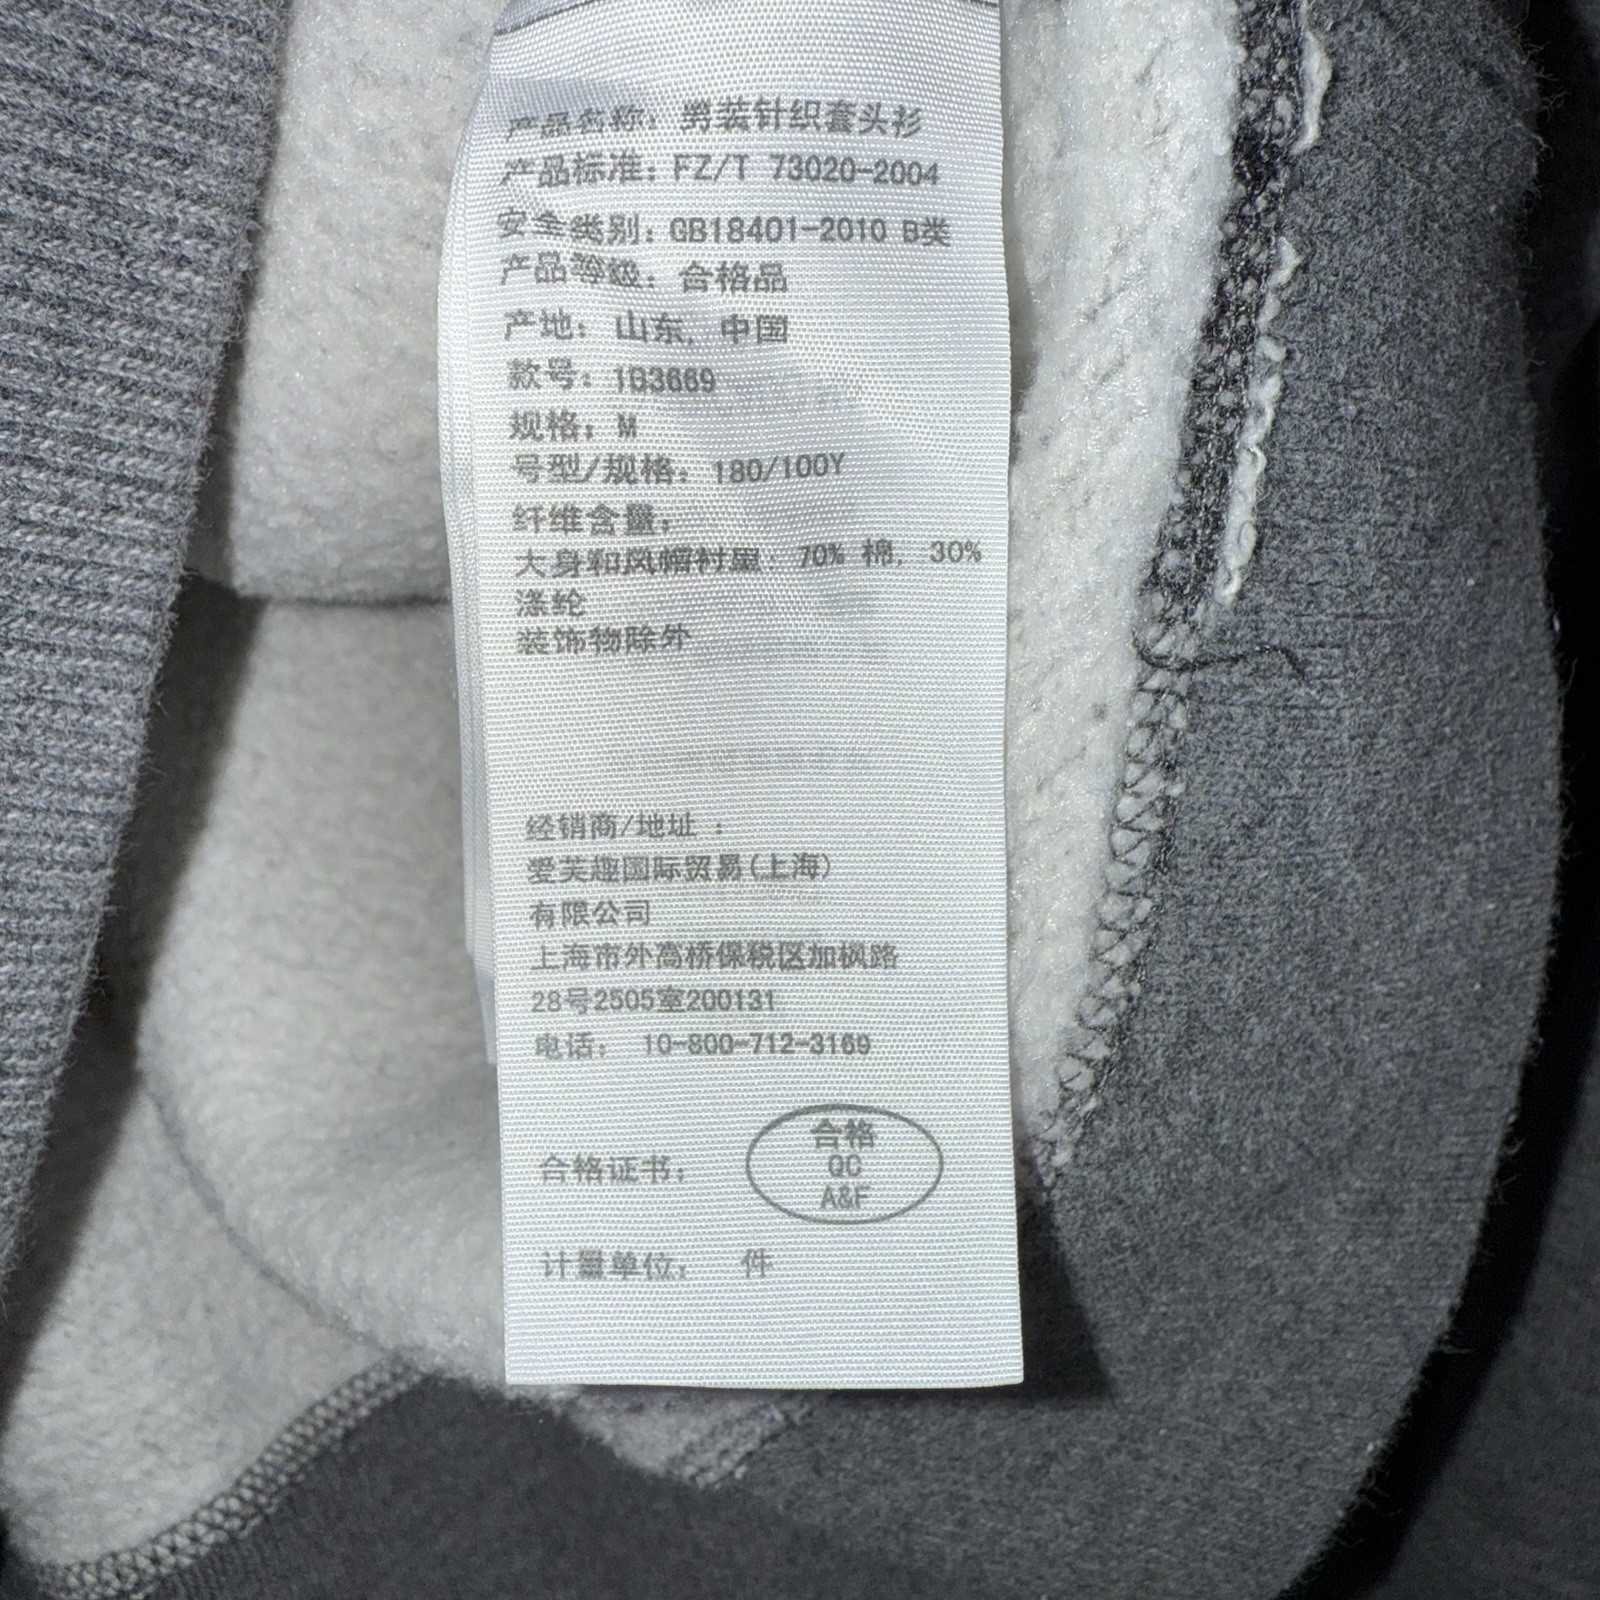 产品名称：男装针织套头衫
产品标准：FZ/T 73020-2004
安全类别：GB18401-2010 B类
产品等级：合格品
产地：山东, 中国
款号：183669
规格：M
号型/规格：180/100Y
纤维含量：
大身和风帽衬里：70% 棉, 30%
涤纶
装饰物除外
经销商/地址 ：
爱芙趣国际贸易(上海)
有限公司
上海市外高桥保税区加枫路
28号2505室200131
电话： 10-800-712-3169
合格证书：
合格
QC
A&F
计量单位： 件